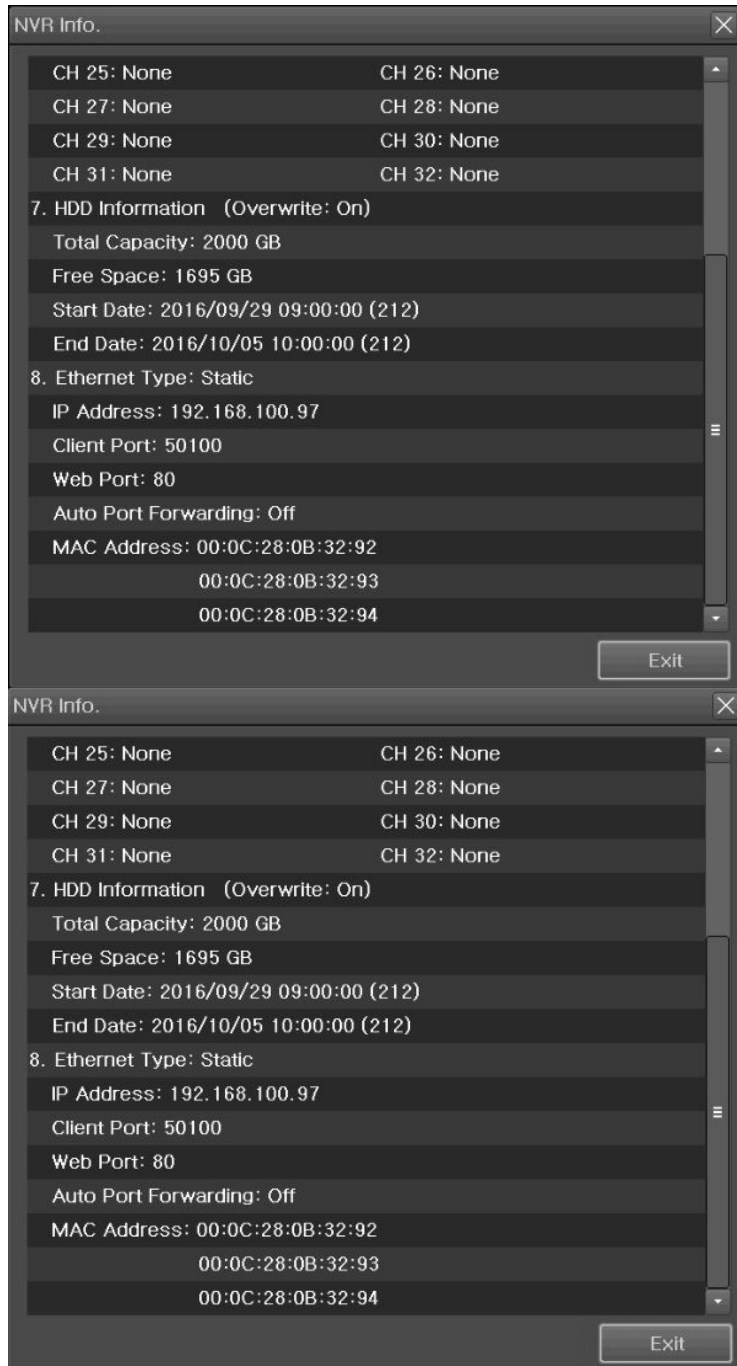 NVR Info.
CH 25: None CH 26: None
CH 27: None CH 28: None
CH 29: None CH 30: None
CH 31: None CH 32: None
7. HDD Information (Overwrite: On)
Total Capacity: 2000 GB
Free Space: 1695 GB
Start Date: 2016/09/29 09:00:00 (212)
End Date: 2016/10/05 10:00:00 (212)
8. Ethernet Type: Static
IP Address: 192.168.100.97
Client Port: 50100
Web Port: 80
Auto Port Forwarding: Off
MAC Address: 00:0C:28:0B:32:92
00:0C:28:0B:32:93
00:0C:28:0B:32:94
Exit
NVR Info.
CH 25: None CH 26: None
CH 27: None CH 28: None
CH 29: None CH 30: None
CH 31: None CH 32: None
7. HDD Information (Overwrite: On)
Total Capacity: 2000 GB
Free Space: 1695 GB
Start Date: 2016/09/29 09:00:00 (212)
End Date: 2016/10/05 10:00:00 (212)
8. Ethernet Type: Static
IP Address: 192.168.100.97
Client Port: 50100
Web Port: 80
Auto Port Forwarding: Off
MAC Address: 00:0C:28:0B:32:92
00:0C:28:0B:32:93
00:0C:28:0B:32:94
Exit